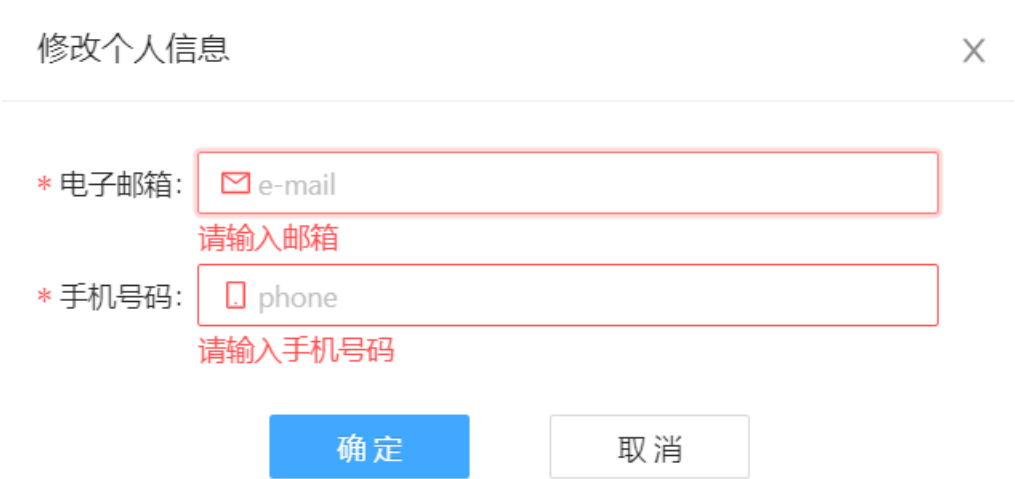 修改个人信息
* 电子邮箱： e-mail
请输入邮箱
* 手机号码： phone
请输入手机号码
确 定 取 消